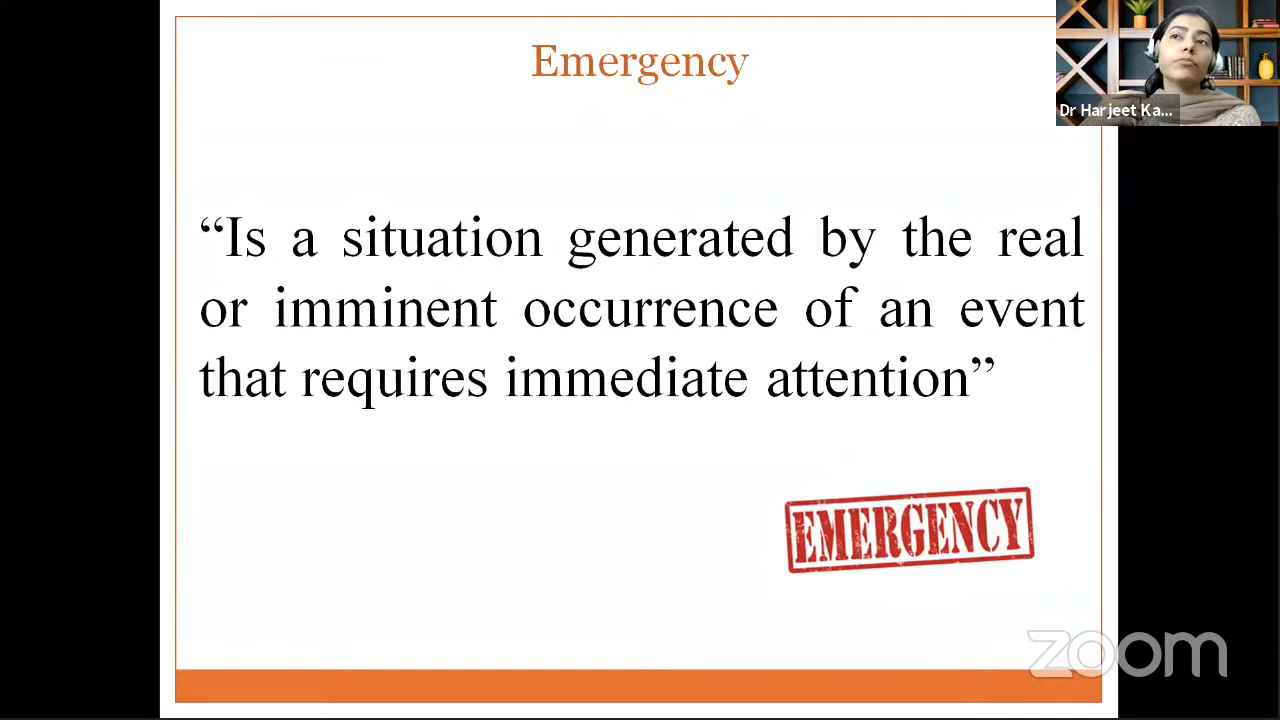 Emergency
Dr Harjeet Ka...
“Is a situation generated by the real
or imminent occurrence of an event
that requires immediate attention”
EMERGENCY
zoom